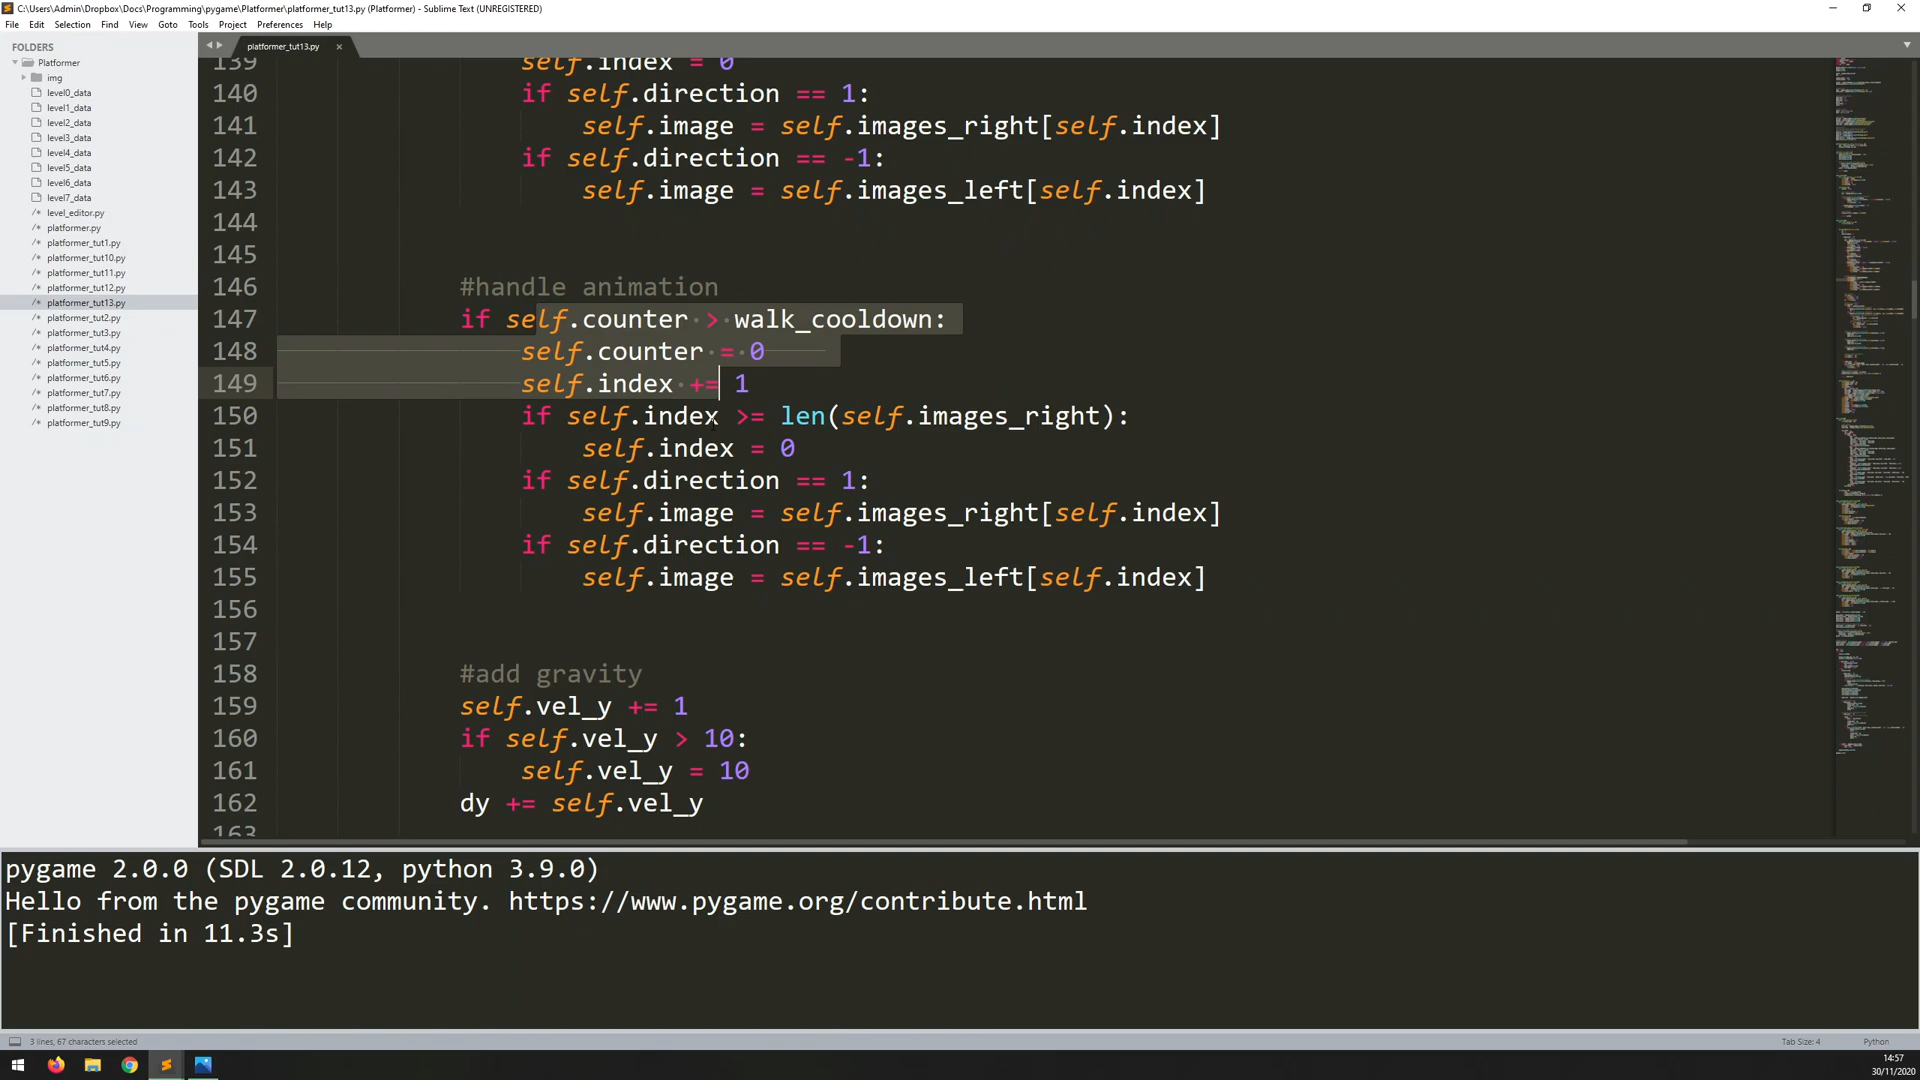 C:\Users\Admin\Dropbox\Docs\Programming\pygame\Platformer\platformer_tut13.py (Platformer) - Sublime Text (UNREGISTERED)
File Edit Selection Find View Goto Tools Project Preferences Help
FOLDERS
Platformer
img
level0_data
level1_data
level2_data
level3_data
level4_data
level5_data
level6_data
level7_data
level_editor.py
platformer.py
platformer_tut1.py
platformer_tut10.py
platformer_tut11.py
platformer_tut12.py
platformer_tut13.py
platformer_tut2.py
platformer_tut3.py
platformer_tut4.py
platformer_tut5.py
platformer_tut6.py
platformer_tut7.py
platformer_tut8.py
platformer_tut9.py
platformer_tut13.py
139 self.index = 0
140 if self.direction == 1:
141 self.image = self.images_right[self.index]
142 if self.direction == -1:
143 self.image = self.images_left[self.index]
144
145
146 #handle animation
147 if self.counter > walk_cooldown:
148 self.counter = 0
149 self.index += 1
150 if self.index >= len(self.images_right):
151 self.index = 0
152 if self.direction == 1:
153 self.image = self.images_right[self.index]
154 if self.direction == -1:
155 self.image = self.images_left[self.index]
156
157
158 #add gravity
159 self.vel_y += 1
160 if self.vel_y > 10:
161 self.vel_y = 10
162 dy += self.vel_y
163
pygame 2.0.0 (SDL 2.0.12, python 3.9.0)
Hello from the pygame community. https://www.pygame.org/contribute.html
[Finished in 11.3s]
3 lines, 67 characters selected
Tab Size: 4
Python
14:57
30/11/2020